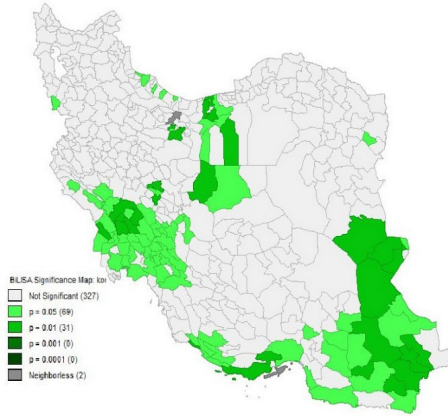 BiLISA Significance Map: kor
Not Significant (327)
p = 0.05 (69)
p = 0.01 (31)
p = 0.001 (0)
p = 0.0001 (0)
Neighborless (2)